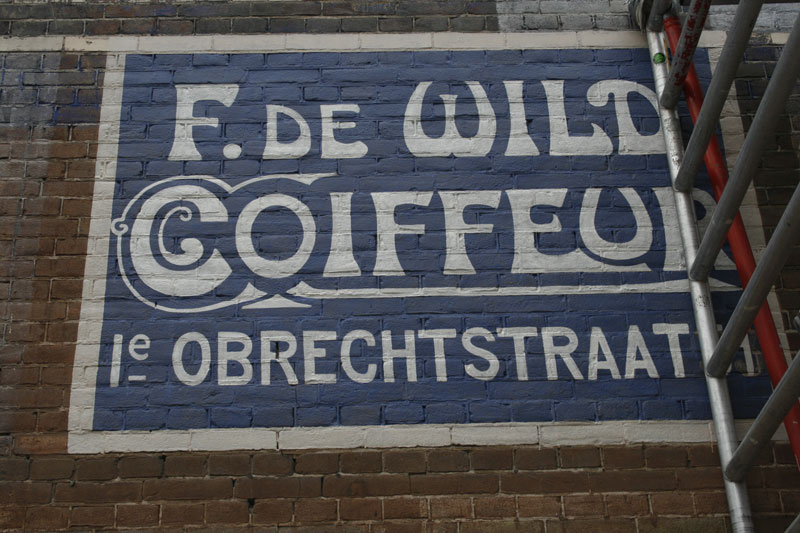 F. DE WILD
COIFFEUR
1e OBRECHTSTRAAT